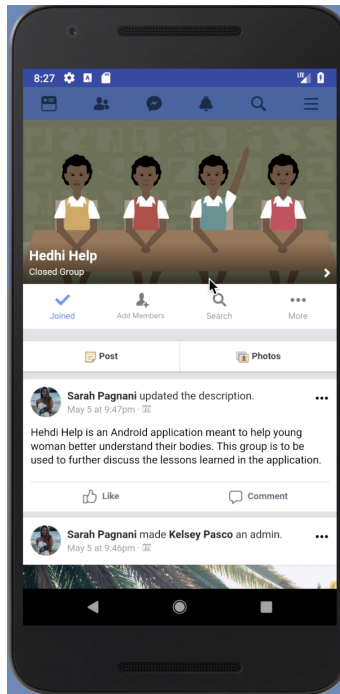 8:27
LTE
Hedhi Help
Closed Group
Joined
Add Members
Search
More
Post
Photos
Sarah Pagnani updated the description.
May 5 at 9:47pm ·
Hehdi Help is an Android application meant to help young
woman better understand their bodies. This group is to be
used to further discuss the lessons learned in the application.
Like
Comment
Sarah Pagnani made Kelsey Pasco an admin.
May 5 at 9:46pm ·